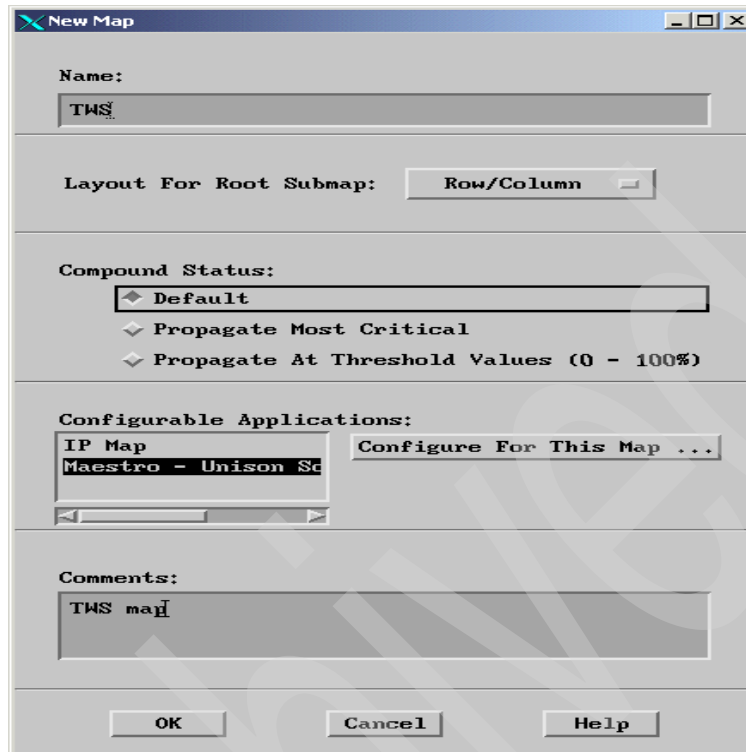 New Map
Name:
TWS
Layout For Root Submap: Row/Column
Compound Status:
Default
Propagate Most Critical
Propagate At Threshold Values (0 - 100%)
Configurable Applications:
IP Map
Configure For This Map ...
Maestro - Unison So
Comments:
TWS map
OK Cancel Help